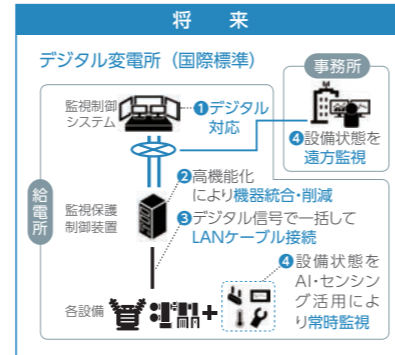 将 来
デジタル変電所（国際標準）
事務所
監視制御
システム
❶デジタル
対応
❹設備状態を
遠方監視
❷高機能化
により機器統合・削減
給電所
監視保護
制御装置
❸デジタル信号で一括して
LANケーブル接続
❹設備状態を
AI・センシン
グ活用によ
り常時監視
各設備
+